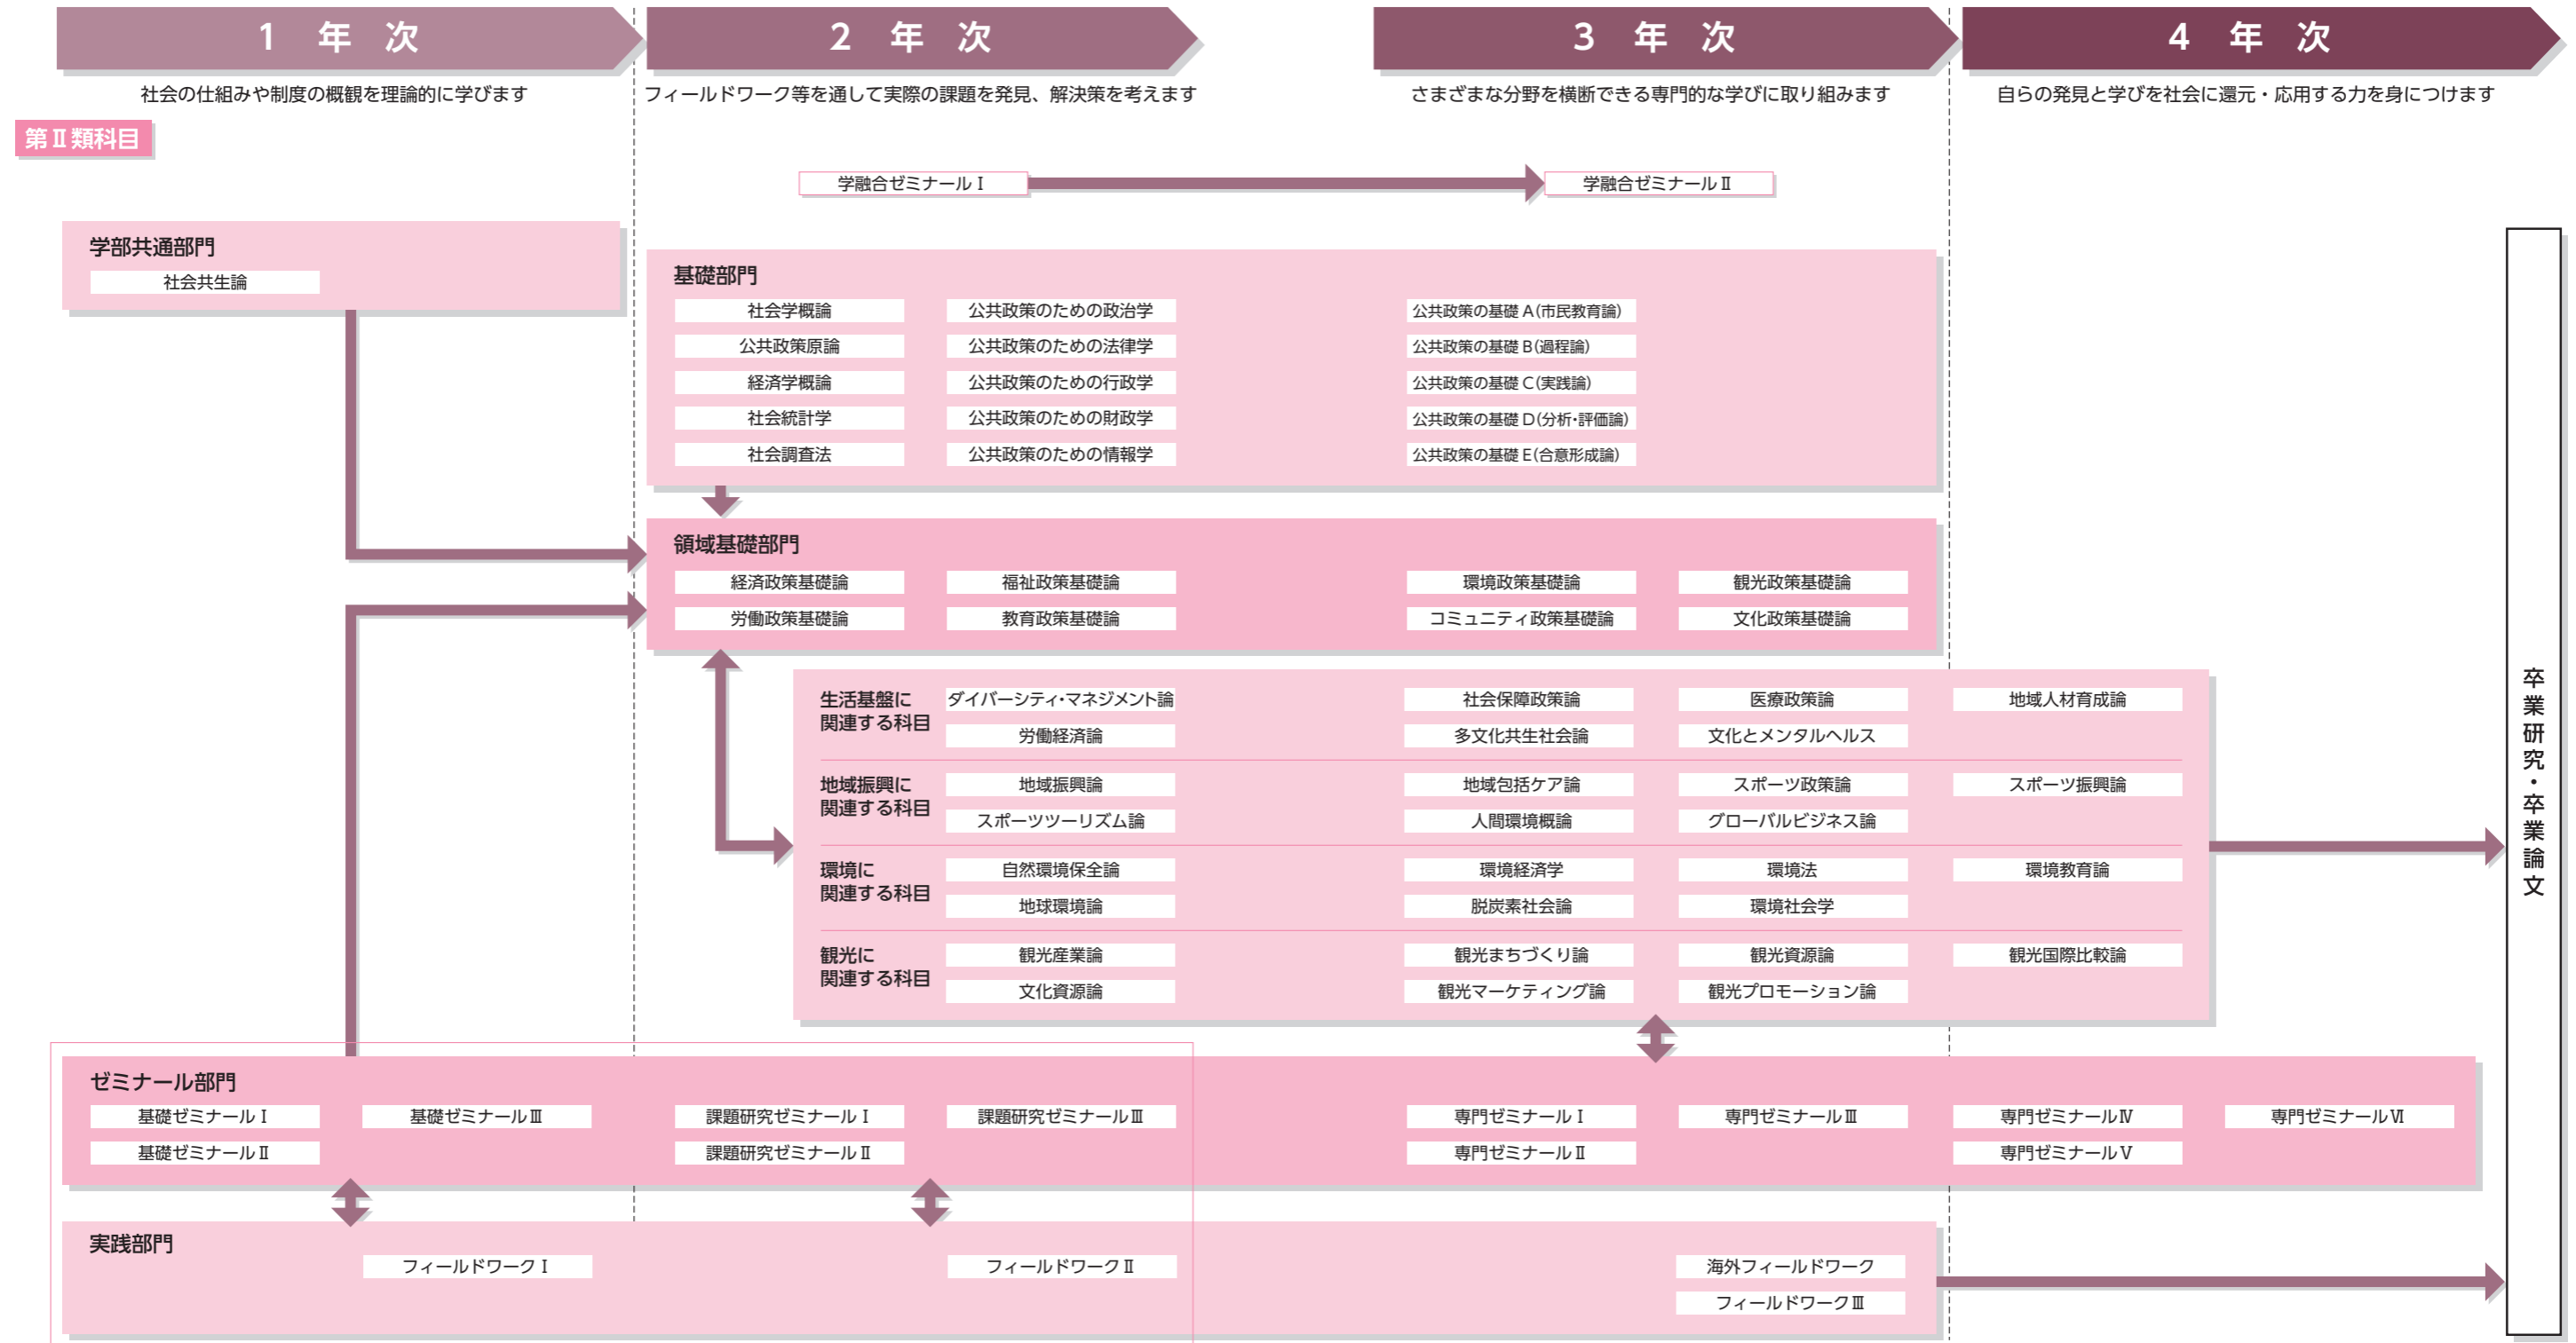 1 年 次
2 年 次
3 年 次
4 年 次
社会の仕組みや制度の概観を理論的に学びます
フィールドワーク等を通して実際の課題を発見、解決策を考えます
さまざまな分野を横断できる専門的な学びに取り組みます
自らの発見と学びを社会に還元・応用する力を身につけます
第Ⅱ類科目
学融合ゼミナールⅠ
学融合ゼミナールⅡ
学部共通部門
社会共生論
基礎部門
社会学概論
公共政策のための政治学
公共政策の基礎 A(市民教育論)
公共政策原論
公共政策のための法律学
公共政策の基礎 B(過程論)
経済学概論
公共政策のための行政学
公共政策の基礎 C(実践論)
社会統計学
公共政策のための財政学
公共政策の基礎 D(分析・評価論)
社会調査法
公共政策のための情報学
公共政策の基礎 E(合意形成論)
領域基礎部門
経済政策基礎論
福祉政策基礎論
環境政策基礎論
観光政策基礎論
労働政策基礎論
教育政策基礎論
コミュニティ政策基礎論
文化政策基礎論
生活基盤に
関連する科目
ダイバーシティ・マネジメント論
社会保障政策論
医療政策論
地域人材育成論
労働経済論
多文化共生社会論
文化とメンタルヘルス
地域振興に
関連する科目
地域振興論
地域包括ケア論
スポーツ政策論
スポーツ振興論
スポーツツーリズム論
人間環境概論
グローバルビジネス論
環境に
関連する科目
自然環境保全論
環境経済学
環境法
環境教育論
地球環境論
脱炭素社会論
環境社会学
観光に
関連する科目
観光産業論
観光まちづくり論
観光資源論
観光国際比較論
文化資源論
観光マーケティング論
観光プロモーション論
卒業研究・卒業論文
ゼミナール部門
基礎ゼミナールⅠ
基礎ゼミナールⅢ
課題研究ゼミナールⅠ
課題研究ゼミナールⅢ
専門ゼミナールⅠ
専門ゼミナールⅢ
専門ゼミナールⅣ
専門ゼミナールⅥ
基礎ゼミナールⅡ
課題研究ゼミナールⅡ
専門ゼミナールⅡ
専門ゼミナールⅤ
実践部門
フィールドワークⅠ
フィールドワークⅡ
海外フィールドワーク
フィールドワークⅢ